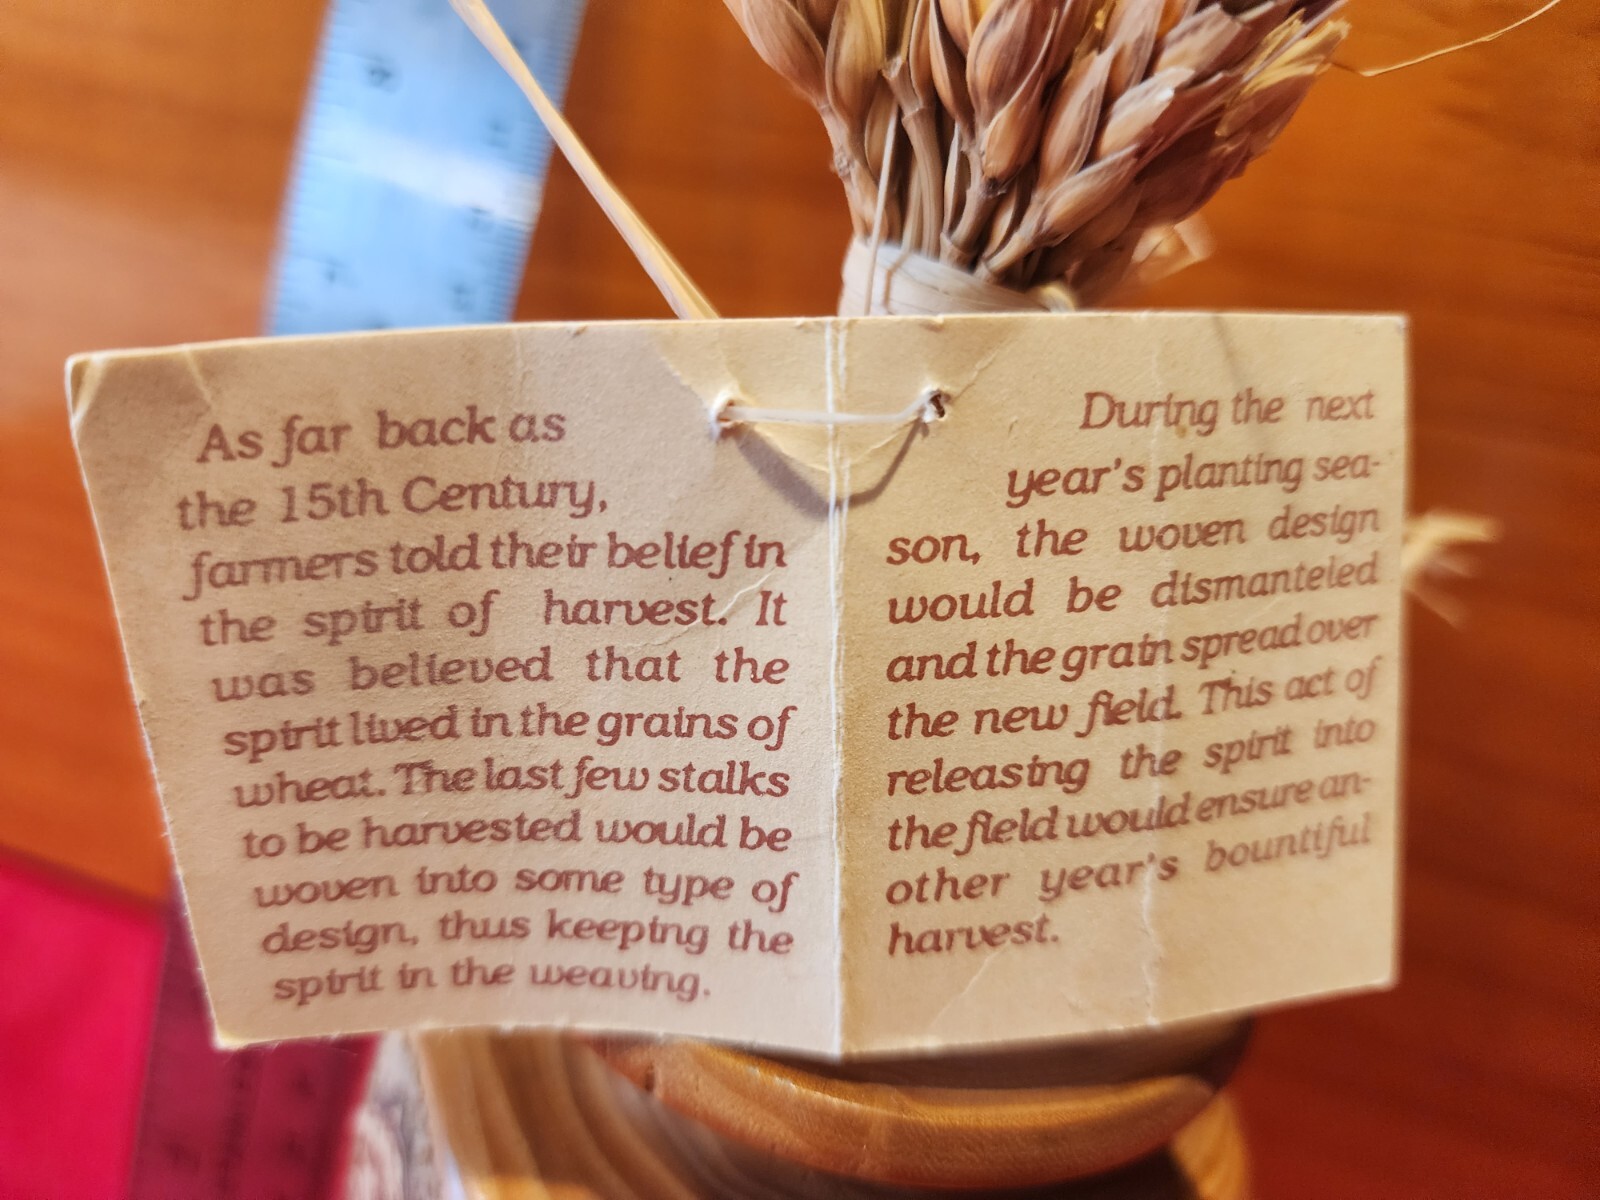 As far back as
the 15th Century,
farmers told their belief in
the spirit of harvest. It
was believed that the
spirit lived in the grains of
wheat. The last few stalks
to be harvested would be
woven into some type of
design, thus keeping the
spirit in the weaving.
During the next
year's planting sea-
son, the woven design
would be dismanteled
and the grain spread over
the new field. This act of
releasing the spirit into
the field would ensure an-
other year's bountiful
harvest.